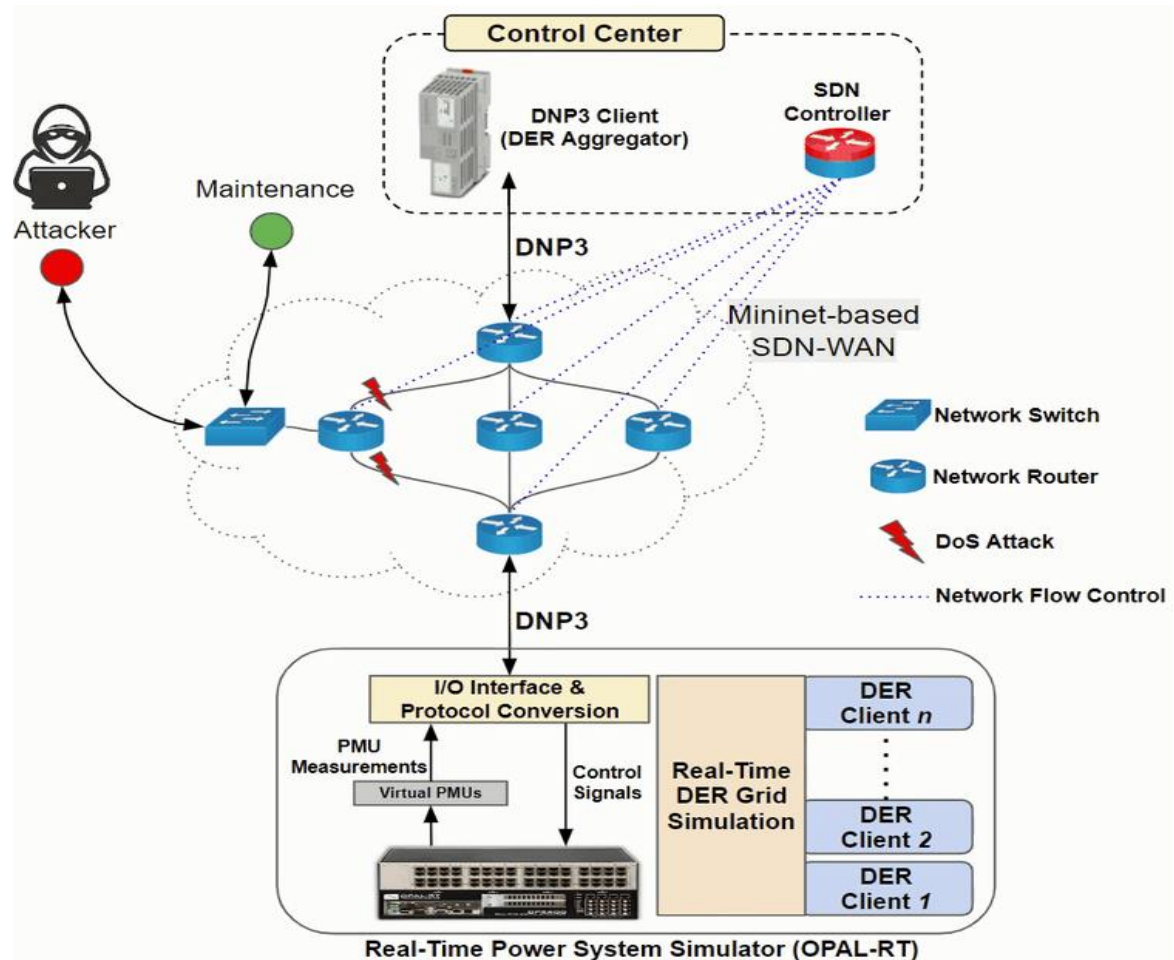 Control Center
DNP3 Client
(DER Aggregator)
SDN
Controller
Attacker
Maintenance
DNP3
Mininet-based
SDN-WAN
Network Switch
Network Router
DoS Attack
Network Flow Control
DNP3
I/O Interface &
Protocol Conversion
PMU
Measurements
Virtual PMUs
Control
Signals
Real-Time
DER Grid
Simulation
DER
Client n
DER
Client 2
DER
Client 1
OPAL-RT
Real-Time Power System Simulator (OPAL-RT)